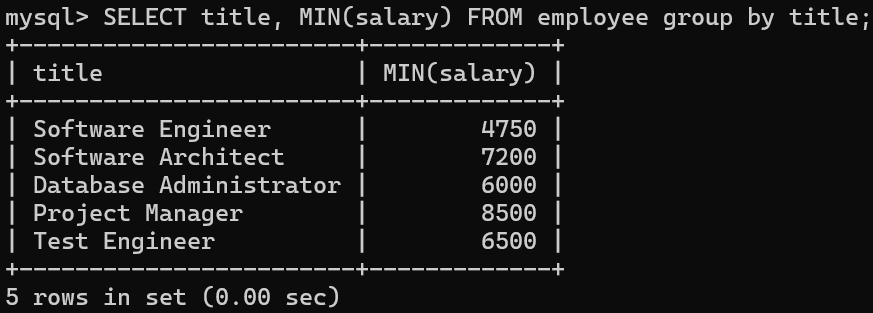 mysql> SELECT title, MIN(salary) FROM employee group by title;
+------------------------+-------------+
| title                  | MIN(salary) |
+------------------------+-------------+
| Software Engineer      |        4750 |
| Software Architect     |        7200 |
| Database Administrator |        6000 |
| Project Manager        |        8500 |
| Test Engineer          |        6500 |
+------------------------+-------------+
5 rows in set (0.00 sec)